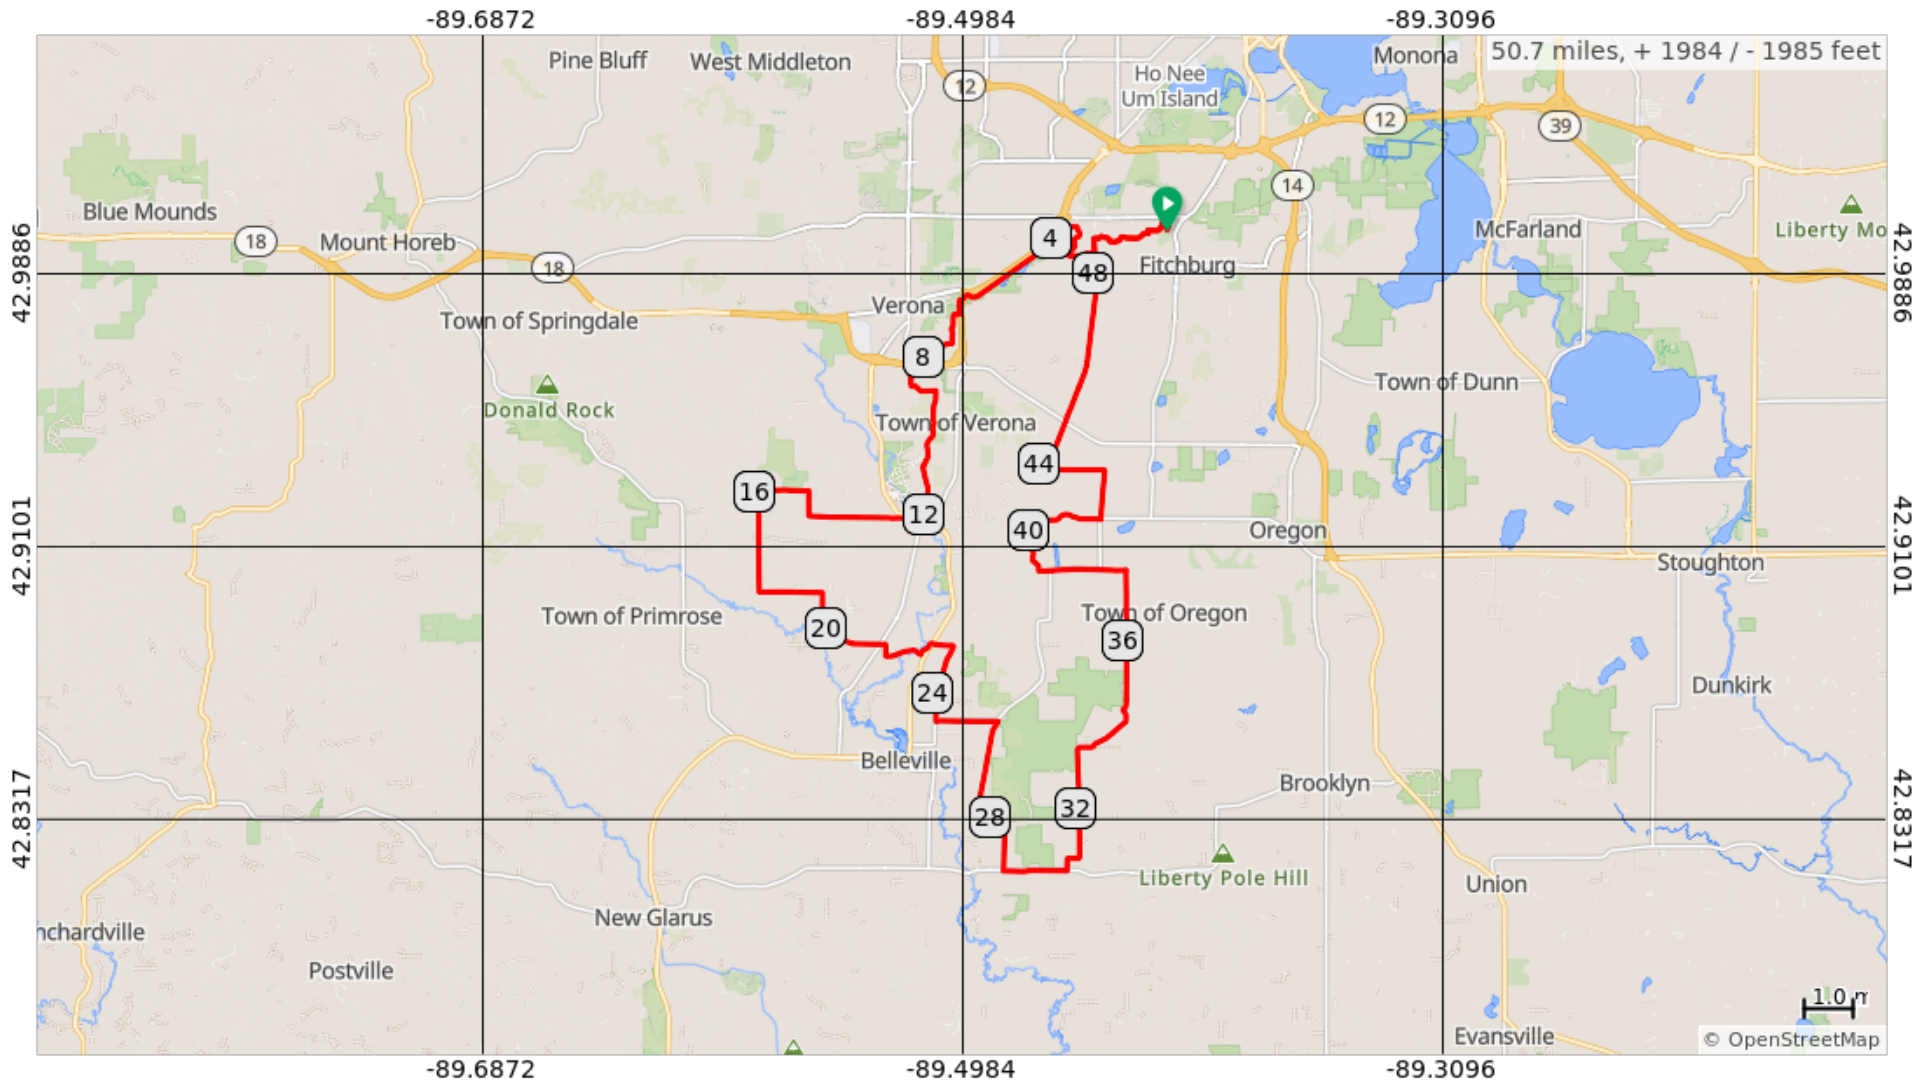 -89.6872
-89.4984
-89.3096
50.7 miles, + 1984 / - 1985 feet
Pine Bluff
West Middleton
Monona
Ho Nee
Um Island
12
12
39
14
Blue Mounds
Mount Horeb
18
18
4
48
Fitchburg
McFarland
Liberty Mo
42.9886
42.9886
Town of Springdale
Verona
8
Donald Rock
Town of Verona
Town of Dunn
16
12
44
40
Oregon
42.9101
42.9101
Stoughton
Town of Primrose
20
Town of Oregon
36
24
Dunkirk
Belleville
28
32
Brooklyn
42.8317
42.8317
Liberty Pole Hill
Union
New Glarus
nchardville
Postville
1.0 m
Evansville
© OpenStreetMap
-89.6872
-89.4984
-89.3096